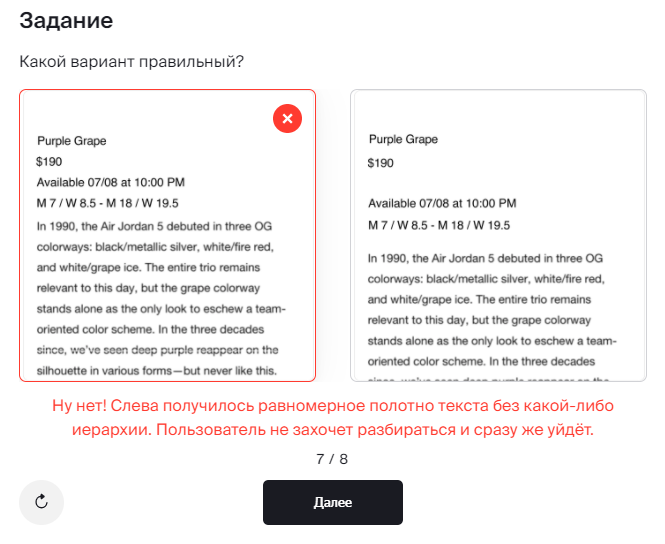 Задание
Какой вариант правильный?
Purple Grape
$190
Available 07/08 at 10:00 PM
M 7 / W 8.5 - M 18 / W 19.5
In 1990, the Air Jordan 5 debuted in three OG
colorways: black/metallic silver, white/fire red,
and white/grape ice. The entire trio remains
relevant to this day, but the grape colorway
stands alone as the only look to eschew a team-
oriented color scheme. In the three decades
since, we've seen deep purple reappear on the
silhouette in various forms—but never like this.
Purple Grape
$190
Available 07/08 at 10:00 PM
M 7 / W 8.5 - M 18 / W 19.5
In 1990, the Air Jordan 5 debuted in three OG
colorways: black/metallic silver, white/fire red,
and white/grape ice. The entire trio remains
relevant to this day, but the grape colorway
stands alone as the only look to eschew a team-
oriented color scheme. In the three decades
since, we've seen deep purple reappear on the
Ну нет! Слева получилось равномерное полотно текста без какой-либо
иерархии. Пользователь не захочет разбираться и сразу же уйдёт.
7 / 8
Далее